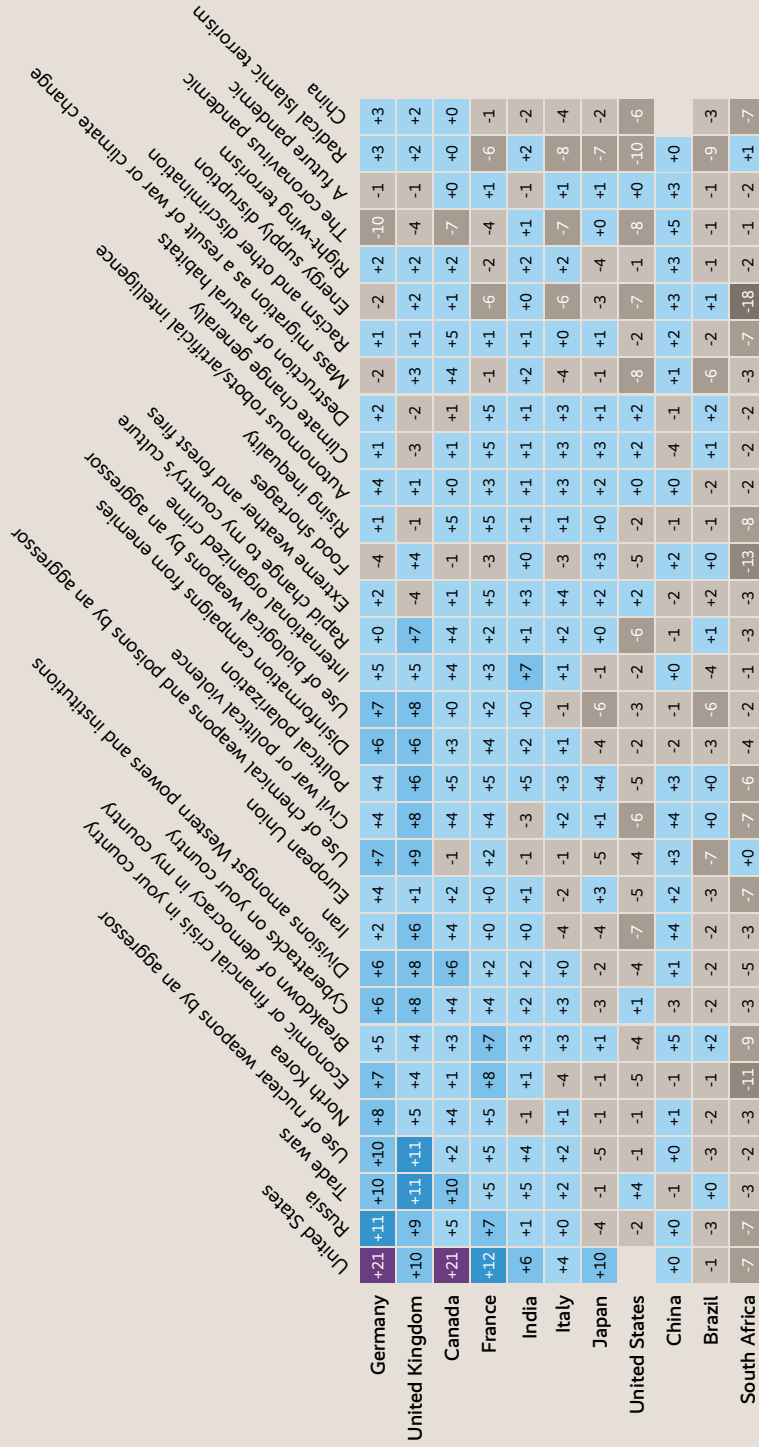 United States
Russia
Trade wars
Use of nuclear weapons by an aggressor
North Korea
Economic or financial crisis in your country
Breakdown of democracy in my country
Cyberattacks on your country
Divisions amongst Western powers and institutions
Iran
European Union
Use of chemical weapons and poisons by an aggressor
Civil war or political violence
Political polarization
Disinformation campaigns from enemies
Use of biological weapons by an aggressor
International organized crime
Rapid change to my country's culture
Extreme weather and forest fires
Food shortages
Rising inequality
Autonomous robots/artificial intelligence
Climate change generally
Destruction of natural habitats
Mass migration as a result of war or climate change
Racism and other discrimination
Energy supply disruption
Right-wing terrorism
The coronavirus pandemic
A future pandemic
Radical Islamic terrorism
China
Germany +21 +11 +10 +10 +8 +7 +5 +6 +6 +2 +4 +7 +4 +4 +6 +7 +5 +0 +2 -4 +1 +4 +1 +2 -2 +1 -2 +2 -10 -1 +3 +3
United Kingdom +10 +9 +11 +11 +5 +4 +4 +8 +8 +6 +1 +9 +8 +6 +6 +8 +5 +7 -4 +4 -1 +1 -3 -2 +3 +1 +2 +2 -4 -1 +2 +2
Canada +21 +5 +10 +2 +4 +1 +3 +4 +6 +4 +2 -1 +4 +5 +3 +0 +4 +4 +1 -1 +5 +0 +1 +1 +4 +5 +1 +2 -7 +0 +0 +0
France +12 +7 +5 +5 +5 +8 +7 +4 +2 +0 +0 +2 +4 +5 +4 +2 +3 +2 +5 -3 +5 +3 +5 +5 -1 +1 -6 -2 -4 +1 -6 -1
India +6 +1 +5 +4 -1 +1 +3 +2 +2 +0 +1 -1 -3 +5 +2 +0 +7 +1 +3 +0 +1 +1 +1 +1 +2 +1 +0 +2 +1 -1 +2 -2
Italy +4 +0 +2 +2 +1 -4 +3 +3 +0 -4 -2 -1 +2 +3 +1 -1 +1 +2 +4 -3 +1 +3 +3 +3 -4 +0 -6 +2 -7 +1 -8 -4
Japan +10 -4 -1 -5 -1 -1 +1 -3 -2 -4 +3 -5 +1 +4 -4 -6 -1 +0 +2 +3 +0 +2 +3 +1 -1 +1 -3 -4 +0 +1 -7 -2
United States -2 +4 -1 -1 -5 -4 +1 -4 -7 -5 -4 -6 -5 -2 -3 -2 -6 +2 -5 -2 +0 +2 +2 -8 -2 -7 -1 -8 +0 -10 -6
China +0 +0 -1 +0 +1 -1 +5 -3 +1 +4 +2 +3 +4 +3 -2 -1 +0 -1 -2 +2 -1 +0 -4 -1 +1 +2 +3 +3 +5 +3 +0
Brazil -1 -3 +0 -3 -2 -1 +2 -2 -2 -2 -3 -7 +0 +0 -3 -6 -4 +1 +2 +0 -1 -2 +1 +2 -6 -2 +1 -1 -1 -1 -9 -3
South Africa -7 -7 -3 -2 -3 -11 -9 -3 -5 -3 -7 +0 -7 -6 -4 -2 -1 -3 -3 -13 -8 -2 -2 -2 -3 -7 -18 -2 -1 -2 +1 -7